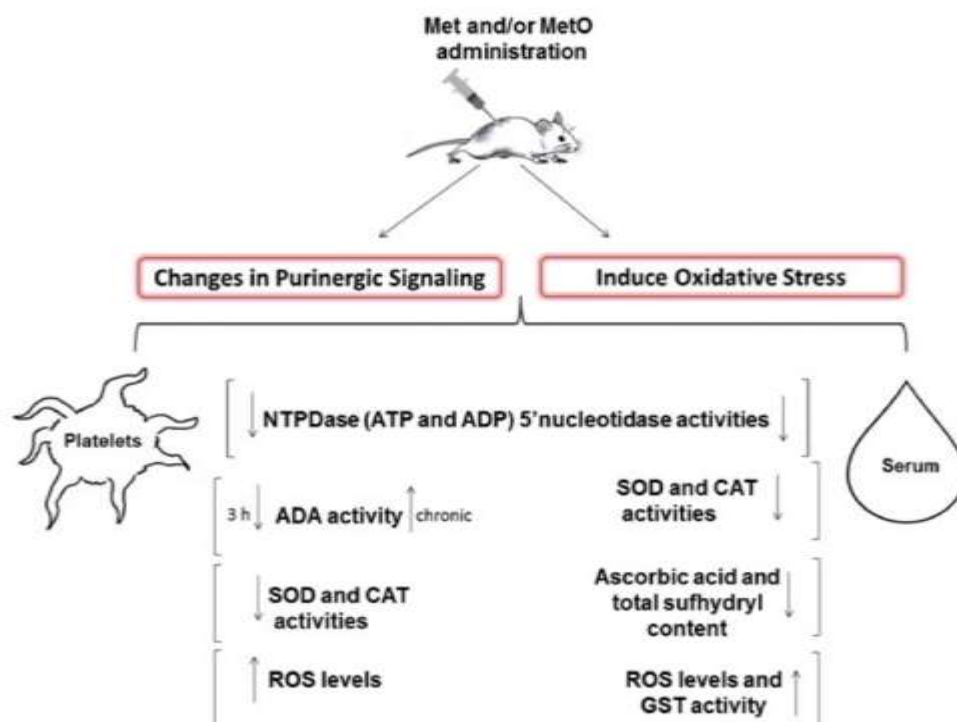 Met and/or MetO
administration
Changes in Purinergic Signaling
Induce Oxidative Stress
Platelets
NTPDase (ATP and ADP) 5'nucleotidase activities
Serum
3 h ADA activity chronic
SOD and CAT
activities
SOD and CAT
activities
Ascorbic acid and
total sufhydryl
content
ROS levels
ROS levels and
GST activity